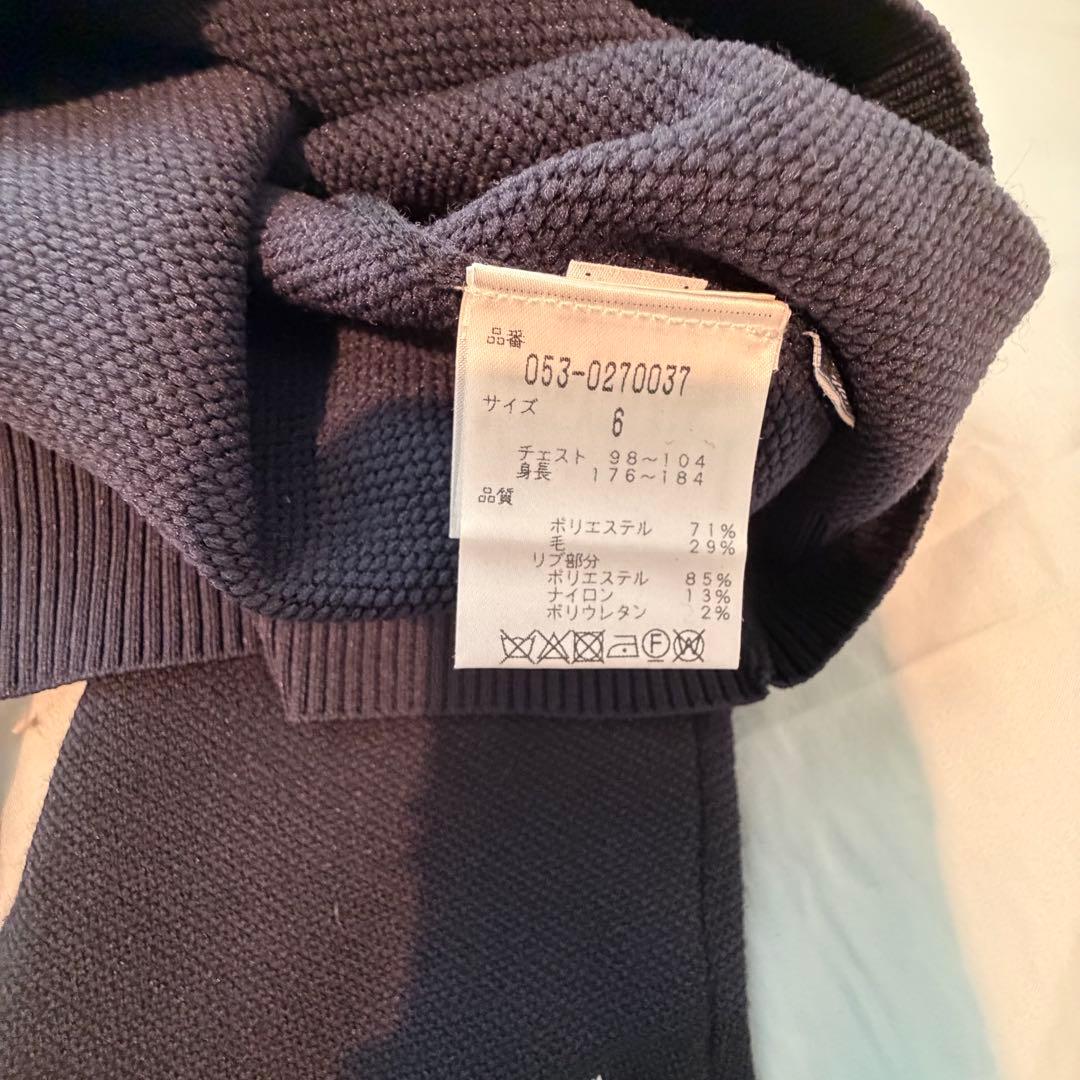 品番
053-0270037
サイズ
6
チェスト 98~104
身長 176~184
品質
ポリエステル 71%
毛 29%
リブ部分
ポリエステル 85%
ナイロン 13%
ポリウレタン 2%
F W